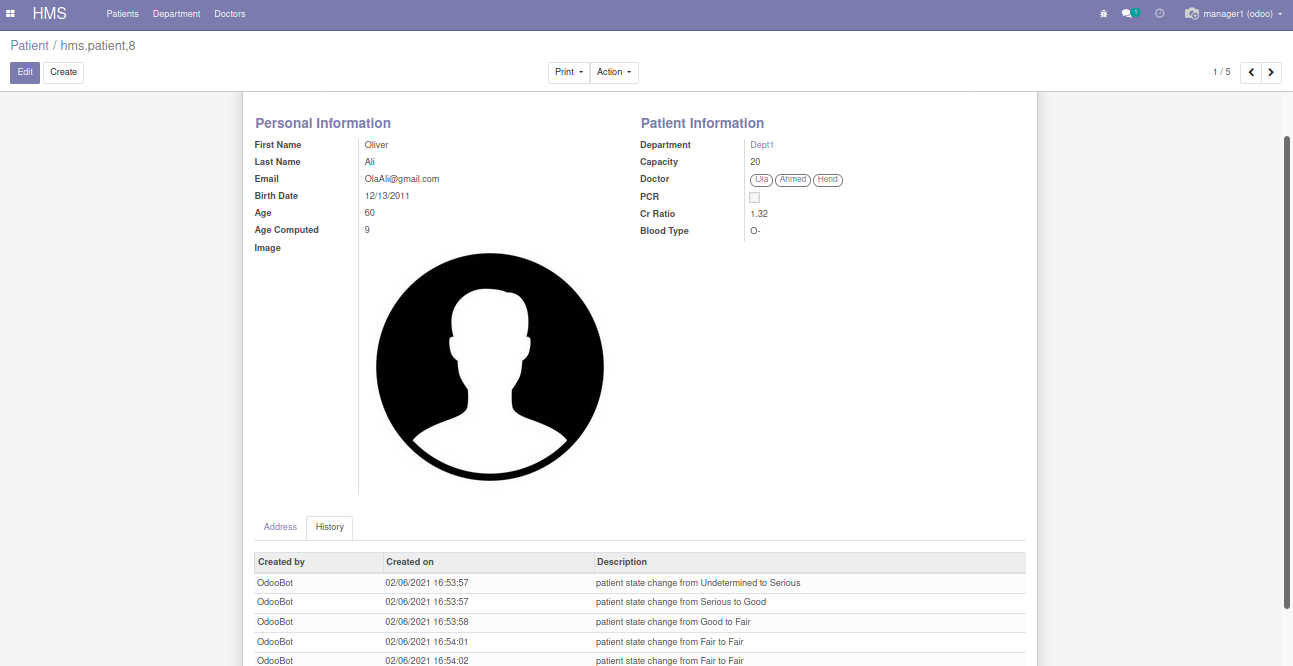 HMS Patients Department Doctors 1 manager1 (odoo)
Patient / hms.patient,8
Edit Create Print Action 1 / 5
Personal Information
First Name Oliver
Last Name Ali
Email OlaAli@gmail.com
Birth Date 12/13/2011
Age 60
Age Computed 9
Image
Patient Information
Department Dept1
Capacity 20
Doctor Ola Ahmed Hend
PCR
Cr Ratio 1.32
Blood Type O-
Address History
Created by Created on Description
OdooBot 02/06/2021 16:53:57 patient state change from Undetermined to Serious
OdooBot 02/06/2021 16:53:57 patient state change from Serious to Good
OdooBot 02/06/2021 16:53:58 patient state change from Good to Fair
OdooBot 02/06/2021 16:54:01 patient state change from Fair to Fair
OdooBot 02/06/2021 16:54:02 patient state change from Fair to Fair